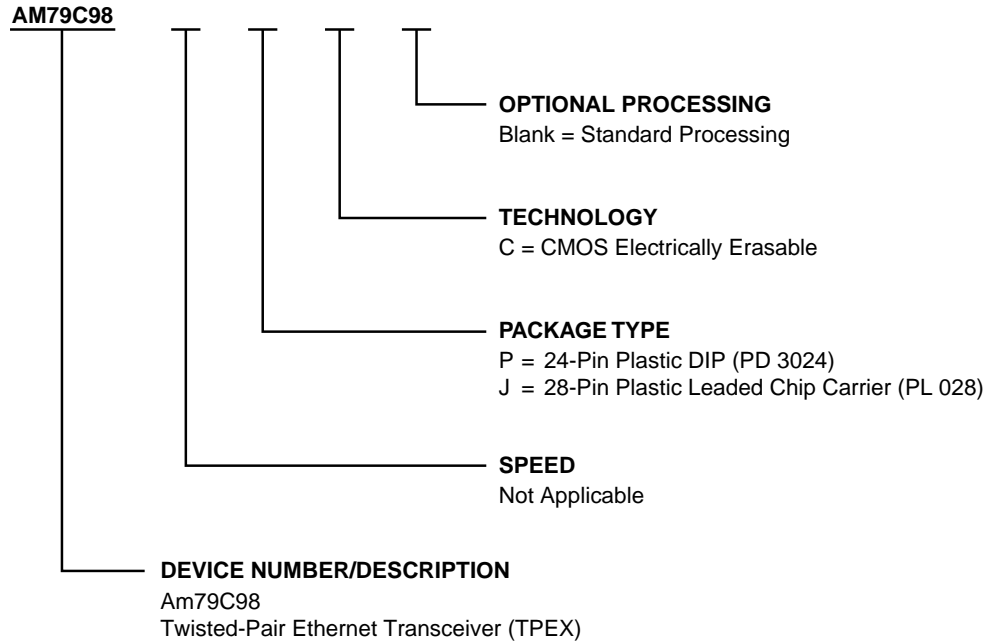 AM79C98
OPTIONAL PROCESSING
Blank = Standard Processing
TECHNOLOGY
C = CMOS Electrically Erasable
PACKAGE TYPE
P = 24-Pin Plastic DIP (PD 3024)
J = 28-Pin Plastic Leaded Chip Carrier (PL 028)
SPEED
Not Applicable
DEVICE NUMBER/DESCRIPTION
Am79C98
Twisted-Pair Ethernet Transceiver (TPEX)